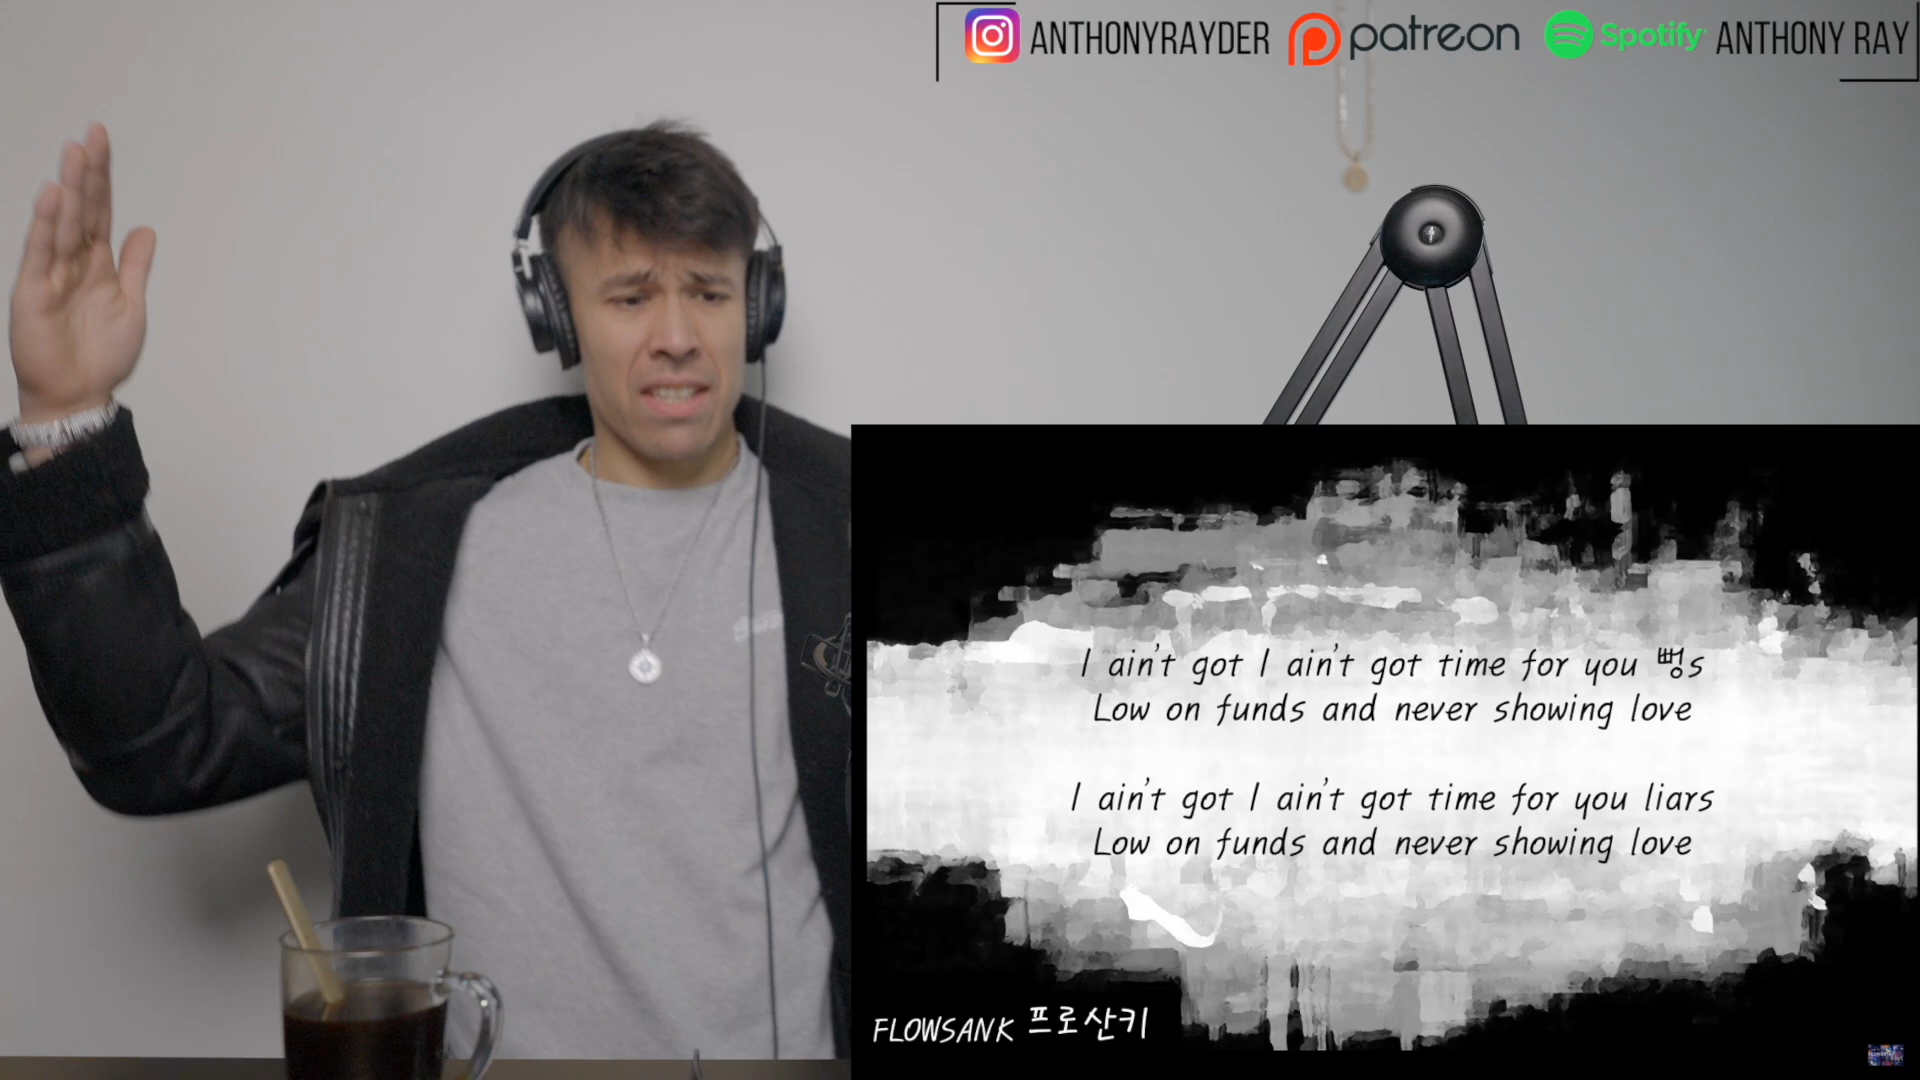 ANTHONYRAYDER patreon Spotify ANTHONY RAY
I ain't got I ain't got time for you 뻥s
Low on funds and never showing love
I ain't got I ain't got time for you liars
Low on funds and never showing love
FLOWSANK 프로산키